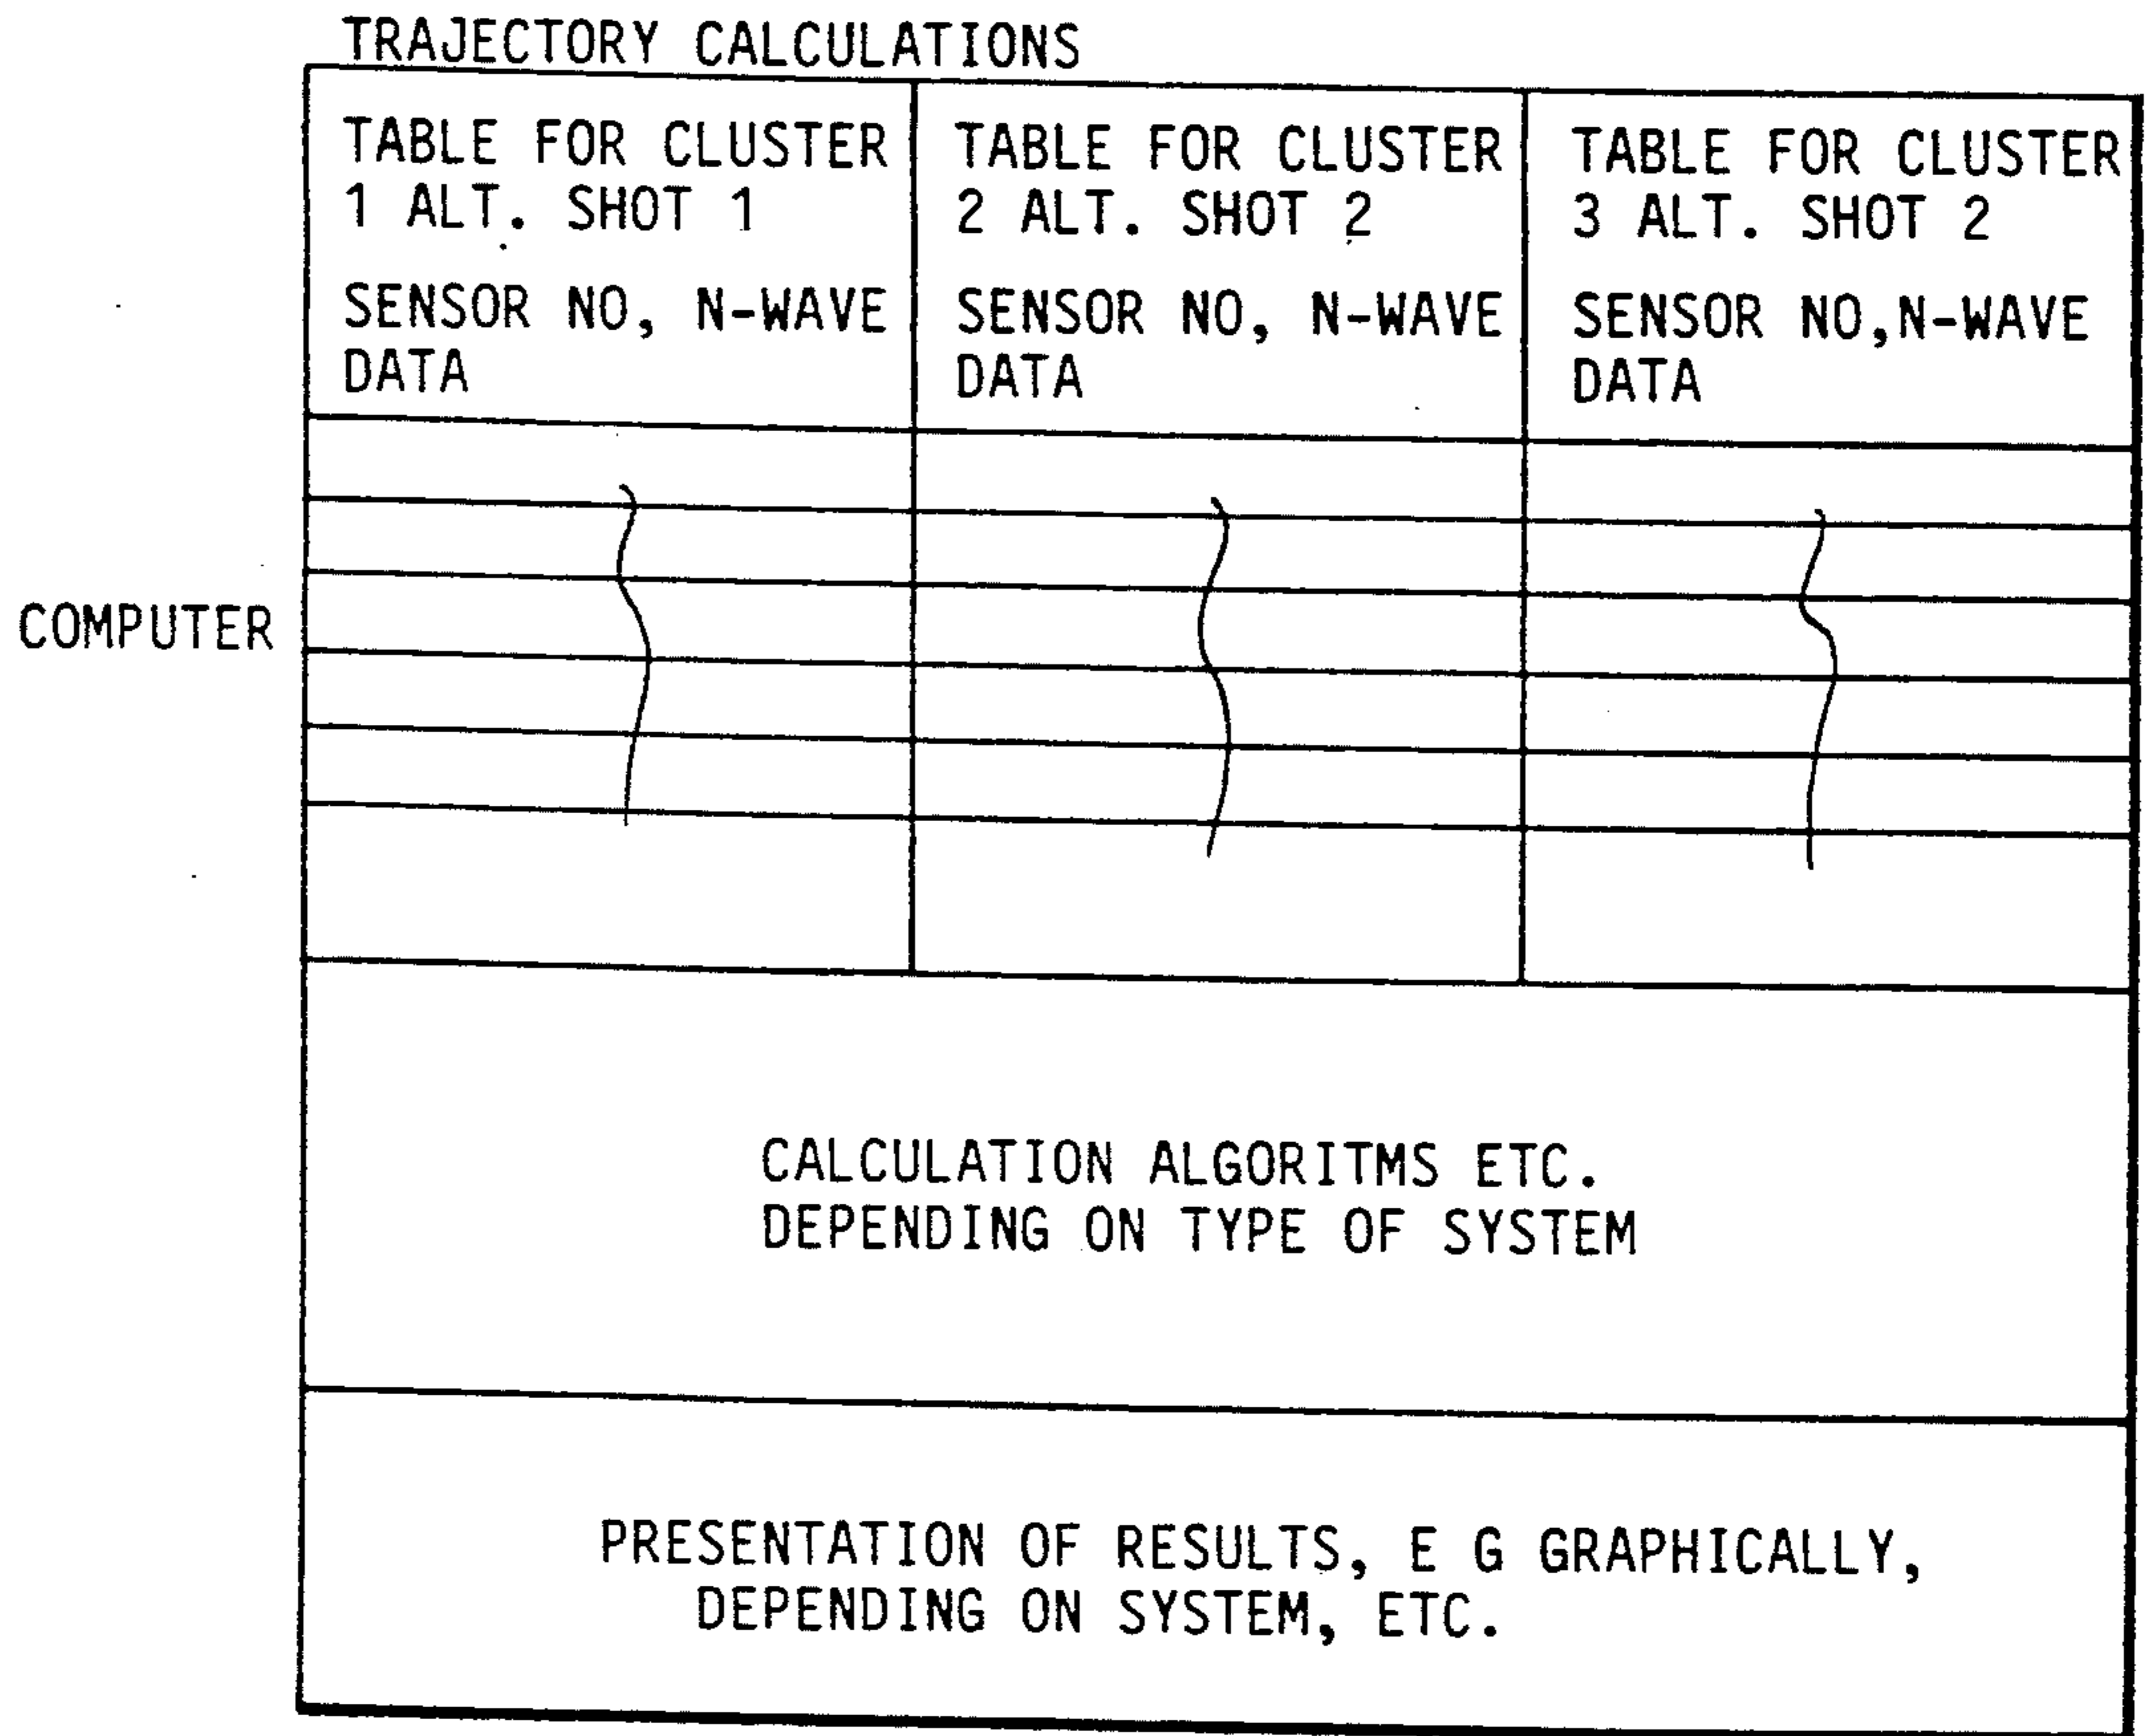 TRAJECTORY CALCULATIONS
TABLE FOR CLUSTER
1 ALT. SHOT 1
SENSOR NO, N-WAVE
DATA
TABLE FOR CLUSTER
2 ALT. SHOT 2
SENSOR NO, N-WAVE
DATA
TABLE FOR CLUSTER
3 ALT. SHOT 2
SENSOR NO,N-WAVE
DATA
COMPUTER
CALCULATION ALGORITMS ETC.
DEPENDING ON TYPE OF SYSTEM
PRESENTATION OF RESULTS, E G GRAPHICALLY,
DEPENDING ON SYSTEM, ETC.